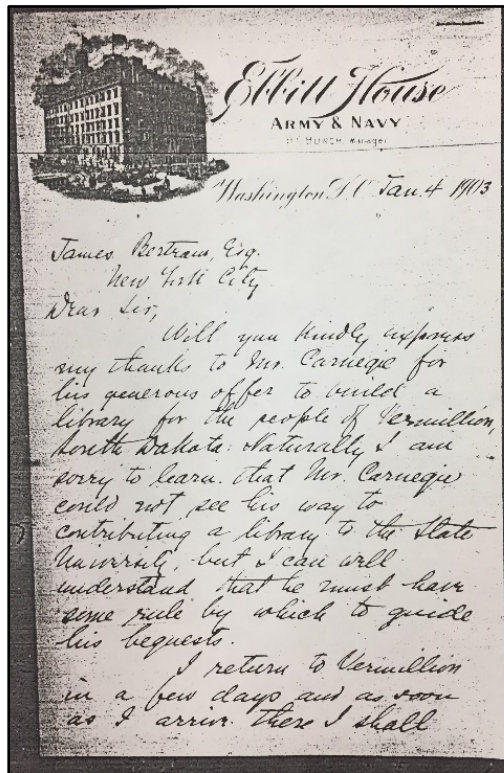 Ebbitt House
ARMY & NAVY
BURCH, Manager
Washington, D.C. Jan. 4 1903
James Bertram, Esq.
New York City
Dear Sir,
Will you kindly express
my thanks to Mr. Carnegie for
his generous offer to build a
library for the people of Vermillion,
South Dakota. Naturally I am
sorry to learn that Mr. Carnegie
could not see his way to
contributing a library to the State
University, but I can well
understand that he must have
some rule by which to guide
his bequests.
I return to Vermillion
in a few days and as soon
as I arrive there I shall